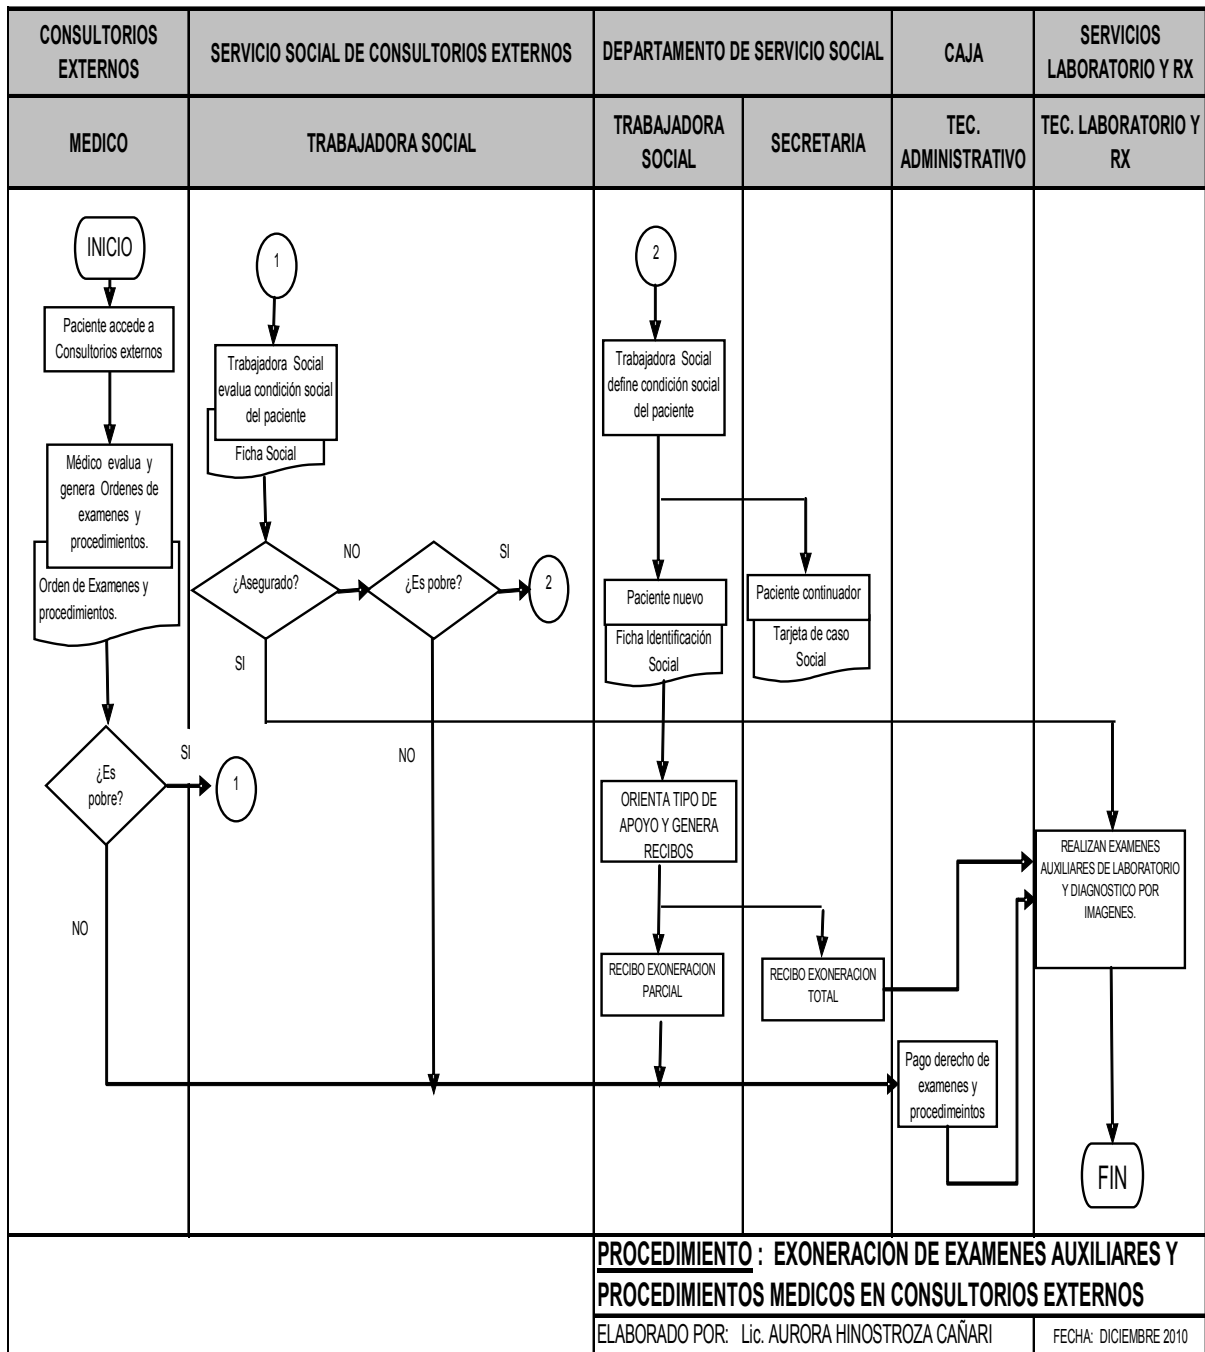 CONSULTORIOS
EXTERNOS
SERVICIO SOCIAL DE CONSULTORIOS EXTERNOS
DEPARTAMENTO DE SERVICIO SOCIAL
CAJA
SERVICIOS
LABORATORIO Y RX
MEDICO
TRABAJADORA SOCIAL
TRABAJADORA
SOCIAL
SECRETARIA
TEC.
ADMINISTRATIVO
TEC. LABORATORIO Y
RX
INICIO
Paciente accede a
Consultorios externos
Médico evalua y
genera Ordenes de
examenes y
procedimientos.
Orden de Examenes y
procedimientos.
¿Es
pobre?
SI
1
NO
1
Trabajadora Social
evalua condición social
del paciente
Ficha Social
¿Asegurado?
NO
¿Es pobre?
SI
2
SI
NO
2
Trabajadora Social
define condición social
del paciente
Paciente nuevo
Ficha Identificación
Social
Paciente continuador
Tarjeta de caso
Social
ORIENTA TIPO DE
APOYO Y GENERA
RECIBOS
RECIBO EXONERACION
PARCIAL
RECIBO EXONERACION
TOTAL
Pago derecho de
examenes y
procedimeintos
REALIZAN EXAMENES
AUXILIARES DE LABORATORIO
Y DIAGNOSTICO POR
IMAGENES.
FIN
PROCEDIMIENTO : EXONERACION DE EXAMENES AUXILIARES Y
PROCEDIMIENTOS MEDICOS EN CONSULTORIOS EXTERNOS
ELABORADO POR: Lic. AURORA HINOSTROZA CAÑARI
FECHA: DICIEMBRE 2010